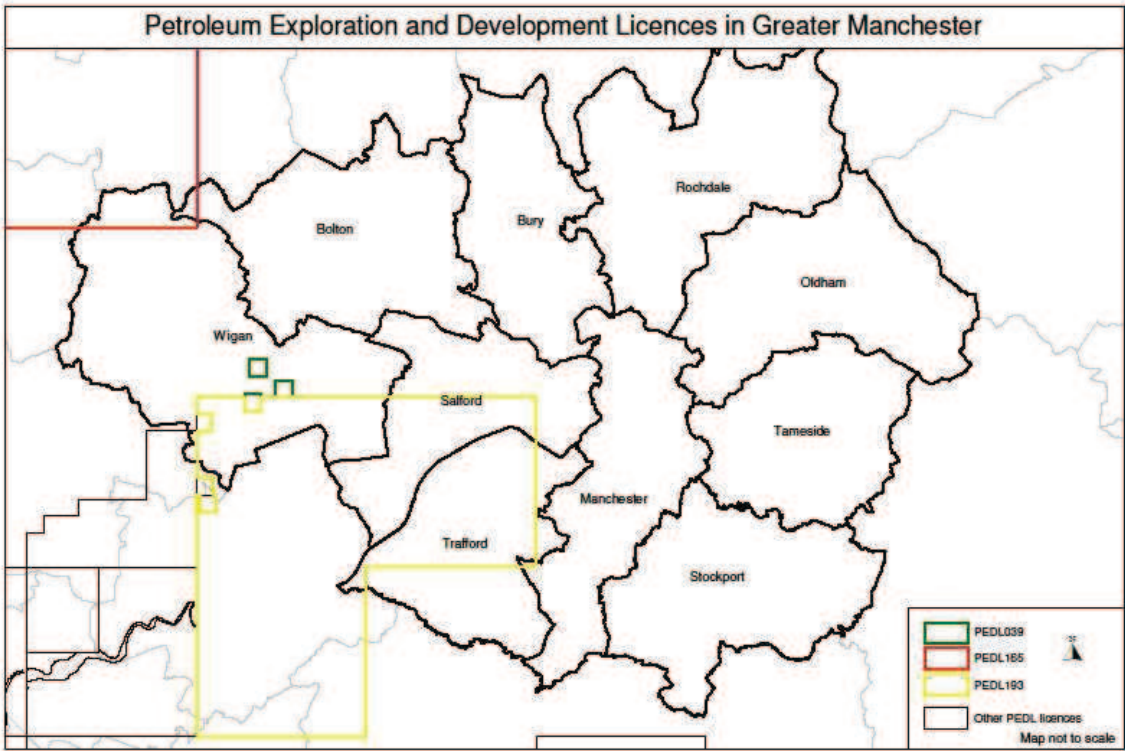 Petroleum Exploration and Development Licences in Greater Manchester
Rochdale
Bury
Bolton
Oldham
Wigan
Salford
Tameside
Manchester
Trafford
Stockport
PEDL039
PEDL165
PEDL193
Other PEDL licences
Map not to scale